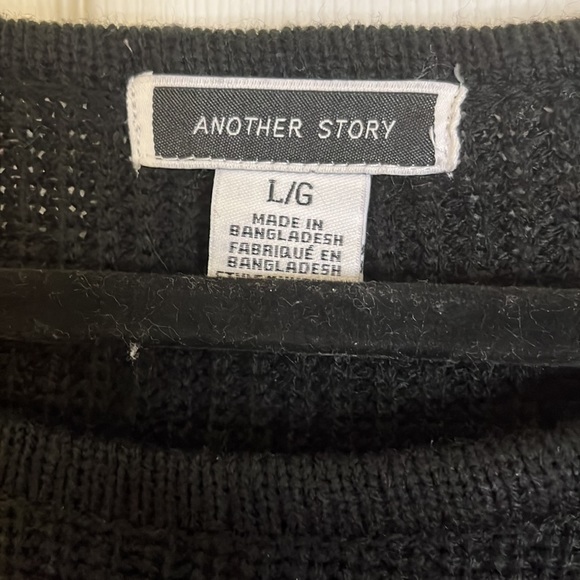 ANOTHER STORY
L/G
MADE IN
BANGLADESH
FABRIQUÉ EN
BANGLADESH